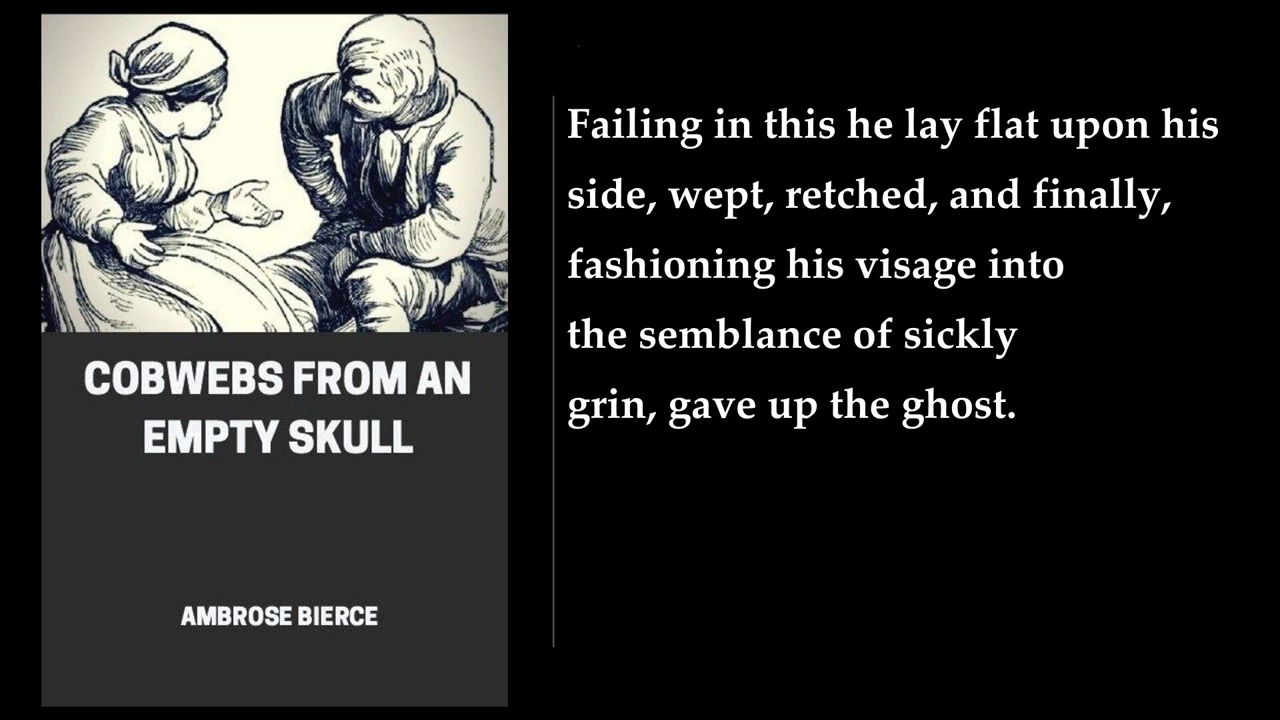 COBWEBS FROM AN
EMPTY SKULL
AMBROSE BIERCE
Failing in this he lay flat upon his
side, wept, retched, and finally,
fashioning his visage into
the semblance of sickly
grin, gave up the ghost.